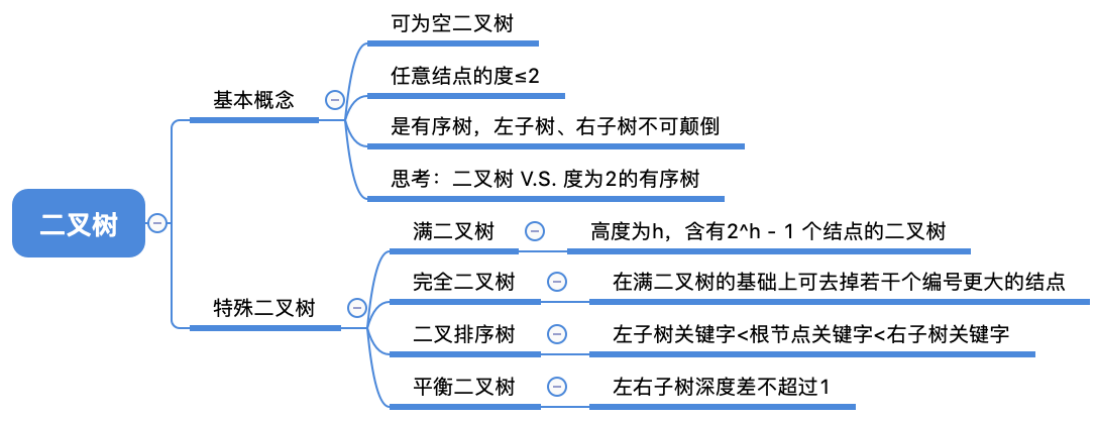 二叉树
基本概念
可为空二叉树
任意结点的度≤2
是有序树，左子树、右子树不可颠倒
思考：二叉树 V.S. 度为2的有序树
特殊二叉树
满二叉树
高度为h，含有2^h - 1 个结点的二叉树
完全二叉树
在满二叉树的基础上可去掉若干个编号更大的结点
二叉排序树
左子树关键字<根节点关键字<右子树关键字
平衡二叉树
左右子树深度差不超过1